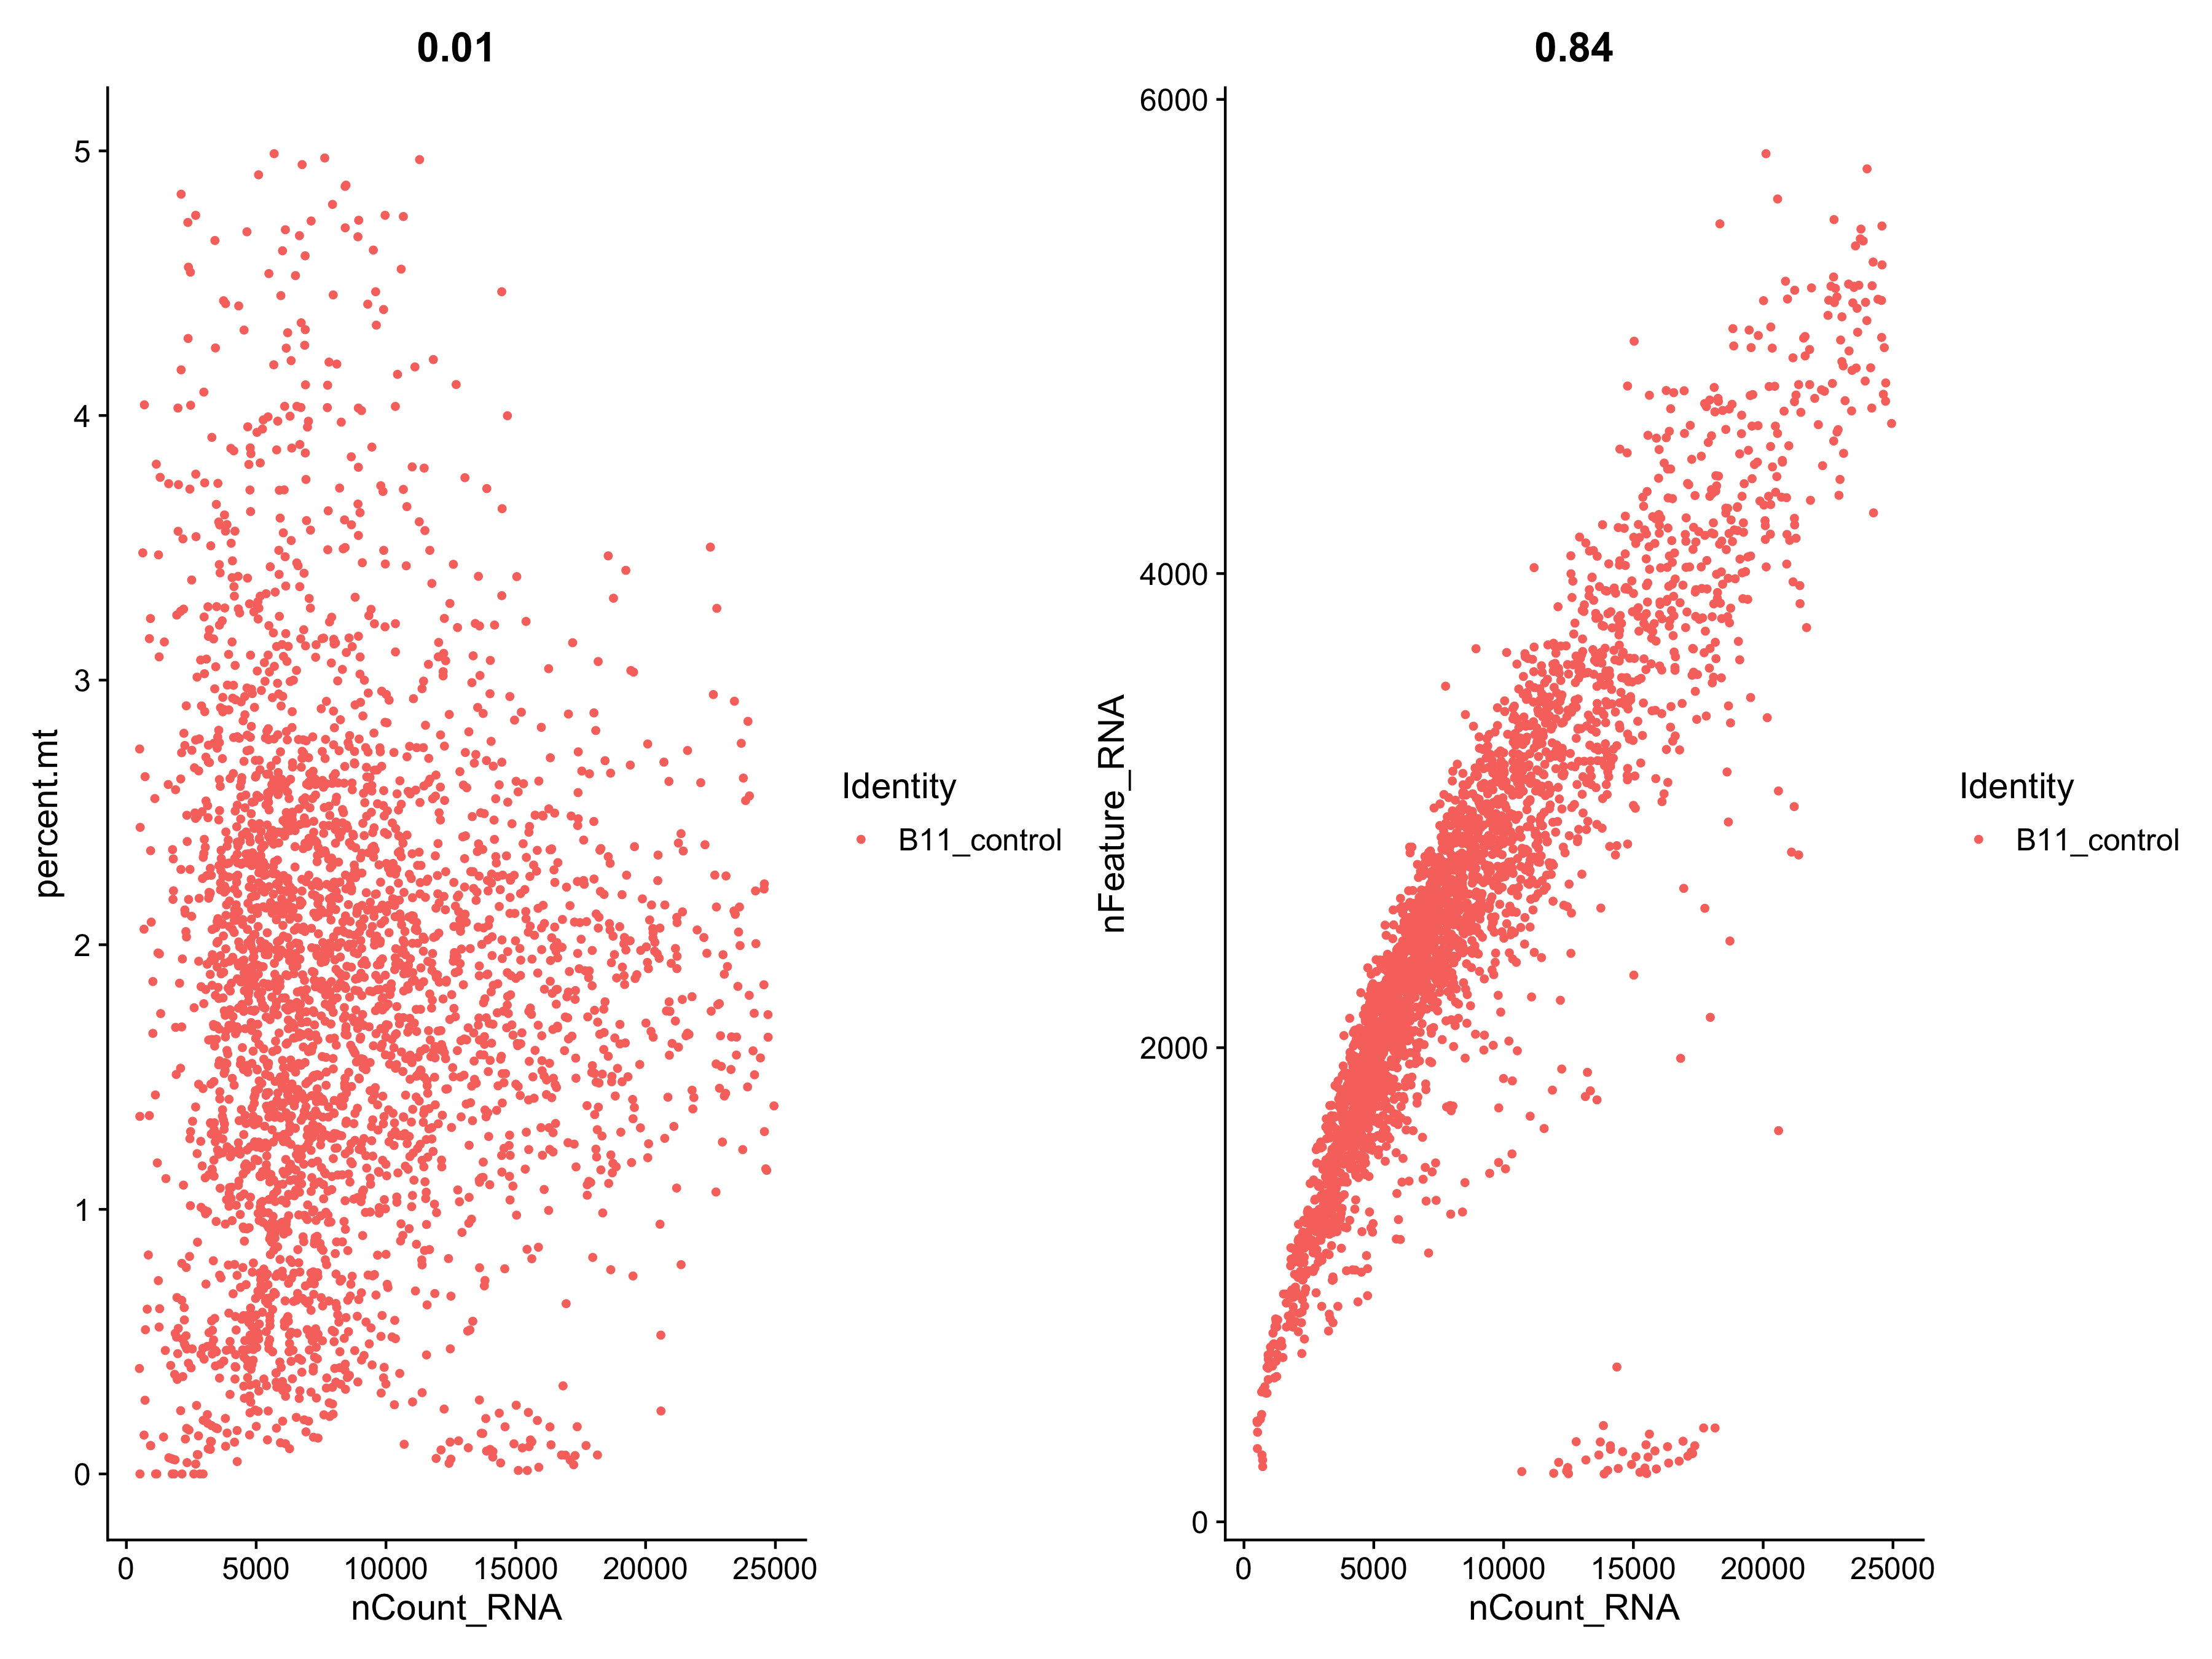 0.01
5
4
3
2
1
0
percent.mt
0 5000 10000 15000 20000 25000
nCount_RNA
Identity
B11_control
0.84
6000
4000
2000
0
nFeature_RNA
0 5000 10000 15000 20000 25000
nCount_RNA
Identity
B11_control